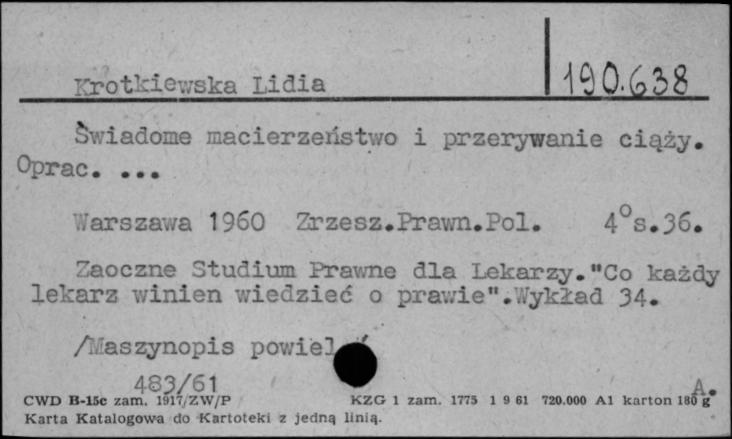 Krotkiewska Lidia
190.638
Świadome macierzeństwo i przerywanie ciąży.
Oprac. ...
Warszawa 1960 Zrzesz.Prawn.Pol. 4°s.36.
Zaoczne Studium Prawne dla Lekarzy."Co każdy
lekarz winien wiedzieć o prawie".Wykład 34.
/Maszynopis powiel
483/61
A.
CWD B-15c zam. 1917/ZW/P KZG 1 zam. 1775 1 9 61 720.000 A1 karton 180 g
Karta Katalogowa do Kartoteki z jedną linią.